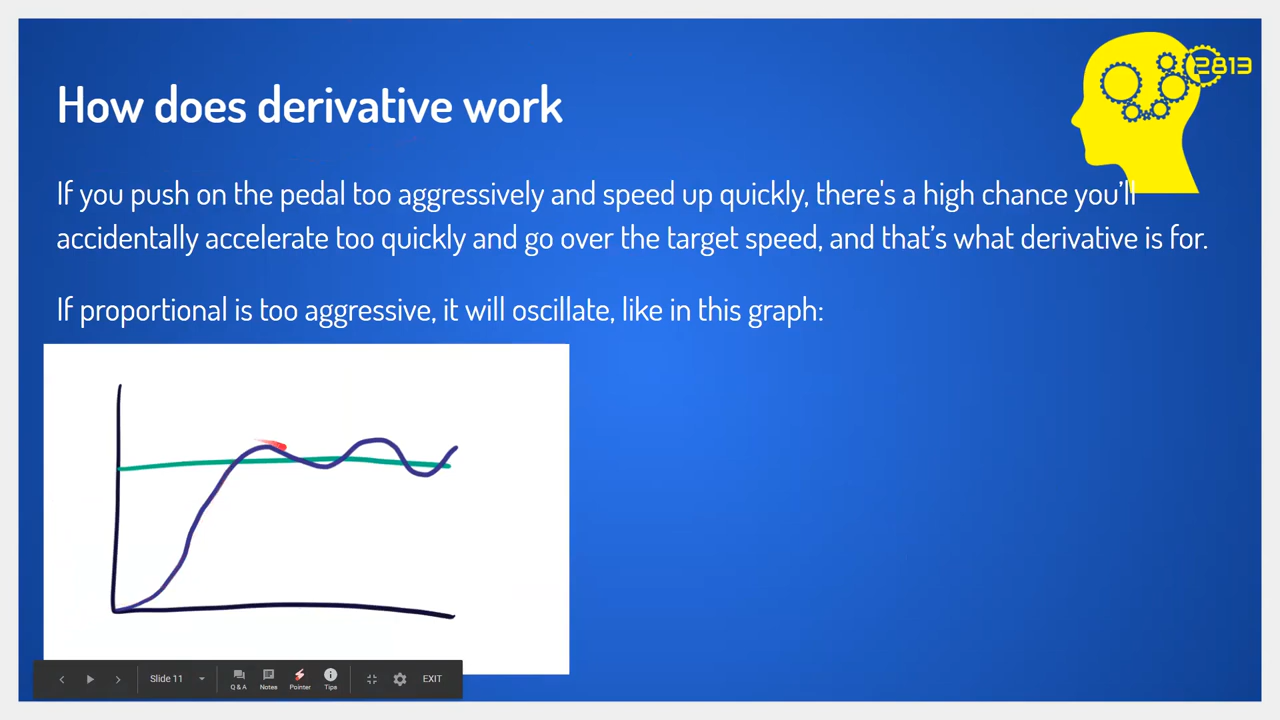 2813
How does derivative work
If you push on the pedal too aggressively and speed up quickly, there's a high chance you'll
accidentally accelerate too quickly and go over the target speed, and that's what derivative is for.
If proportional is too aggressive, it will oscillate, like in this graph:
Slide 11
Q & A
Notes
Pointer
Tips
EXIT